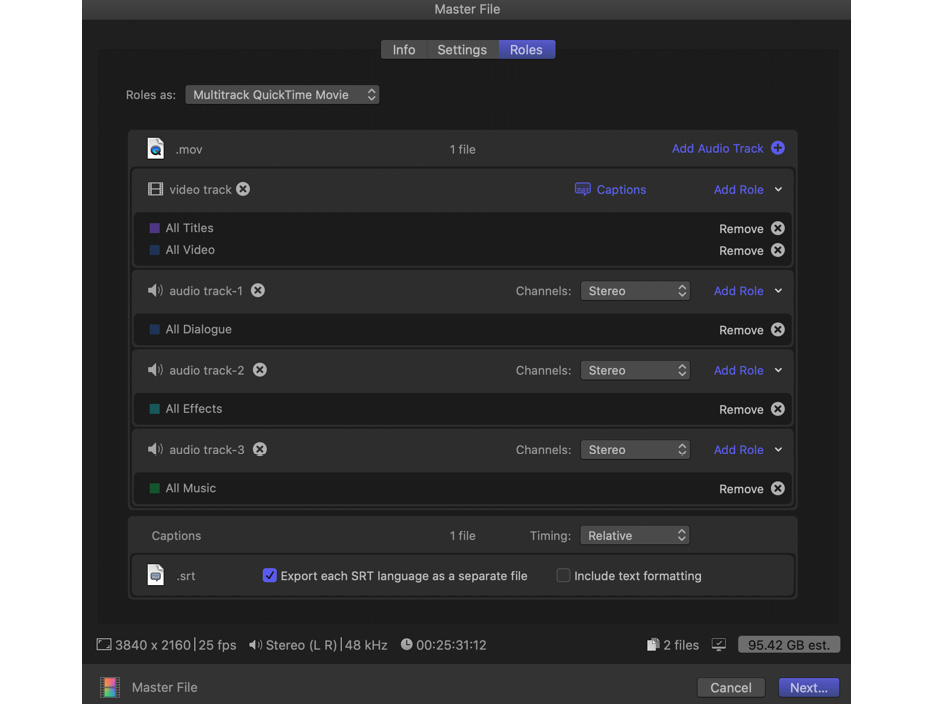 Master File
Info Settings Roles
Roles as: Multitrack QuickTime Movie
.mov 1 file Add Audio Track
video track Captions Add Role
All Titles Remove
All Video Remove
audio track-1 Channels: Stereo Add Role
All Dialogue Remove
audio track-2 Channels: Stereo Add Role
All Effects Remove
audio track-3 Channels: Stereo Add Role
All Music Remove
Captions 1 file Timing: Relative
.srt Export each SRT language as a separate file Include text formatting
3840 x 2160 | 25 fps Stereo (L R) | 48 kHz 00:25:31:12 2 files 95.42 GB est.
Master File Cancel Next...